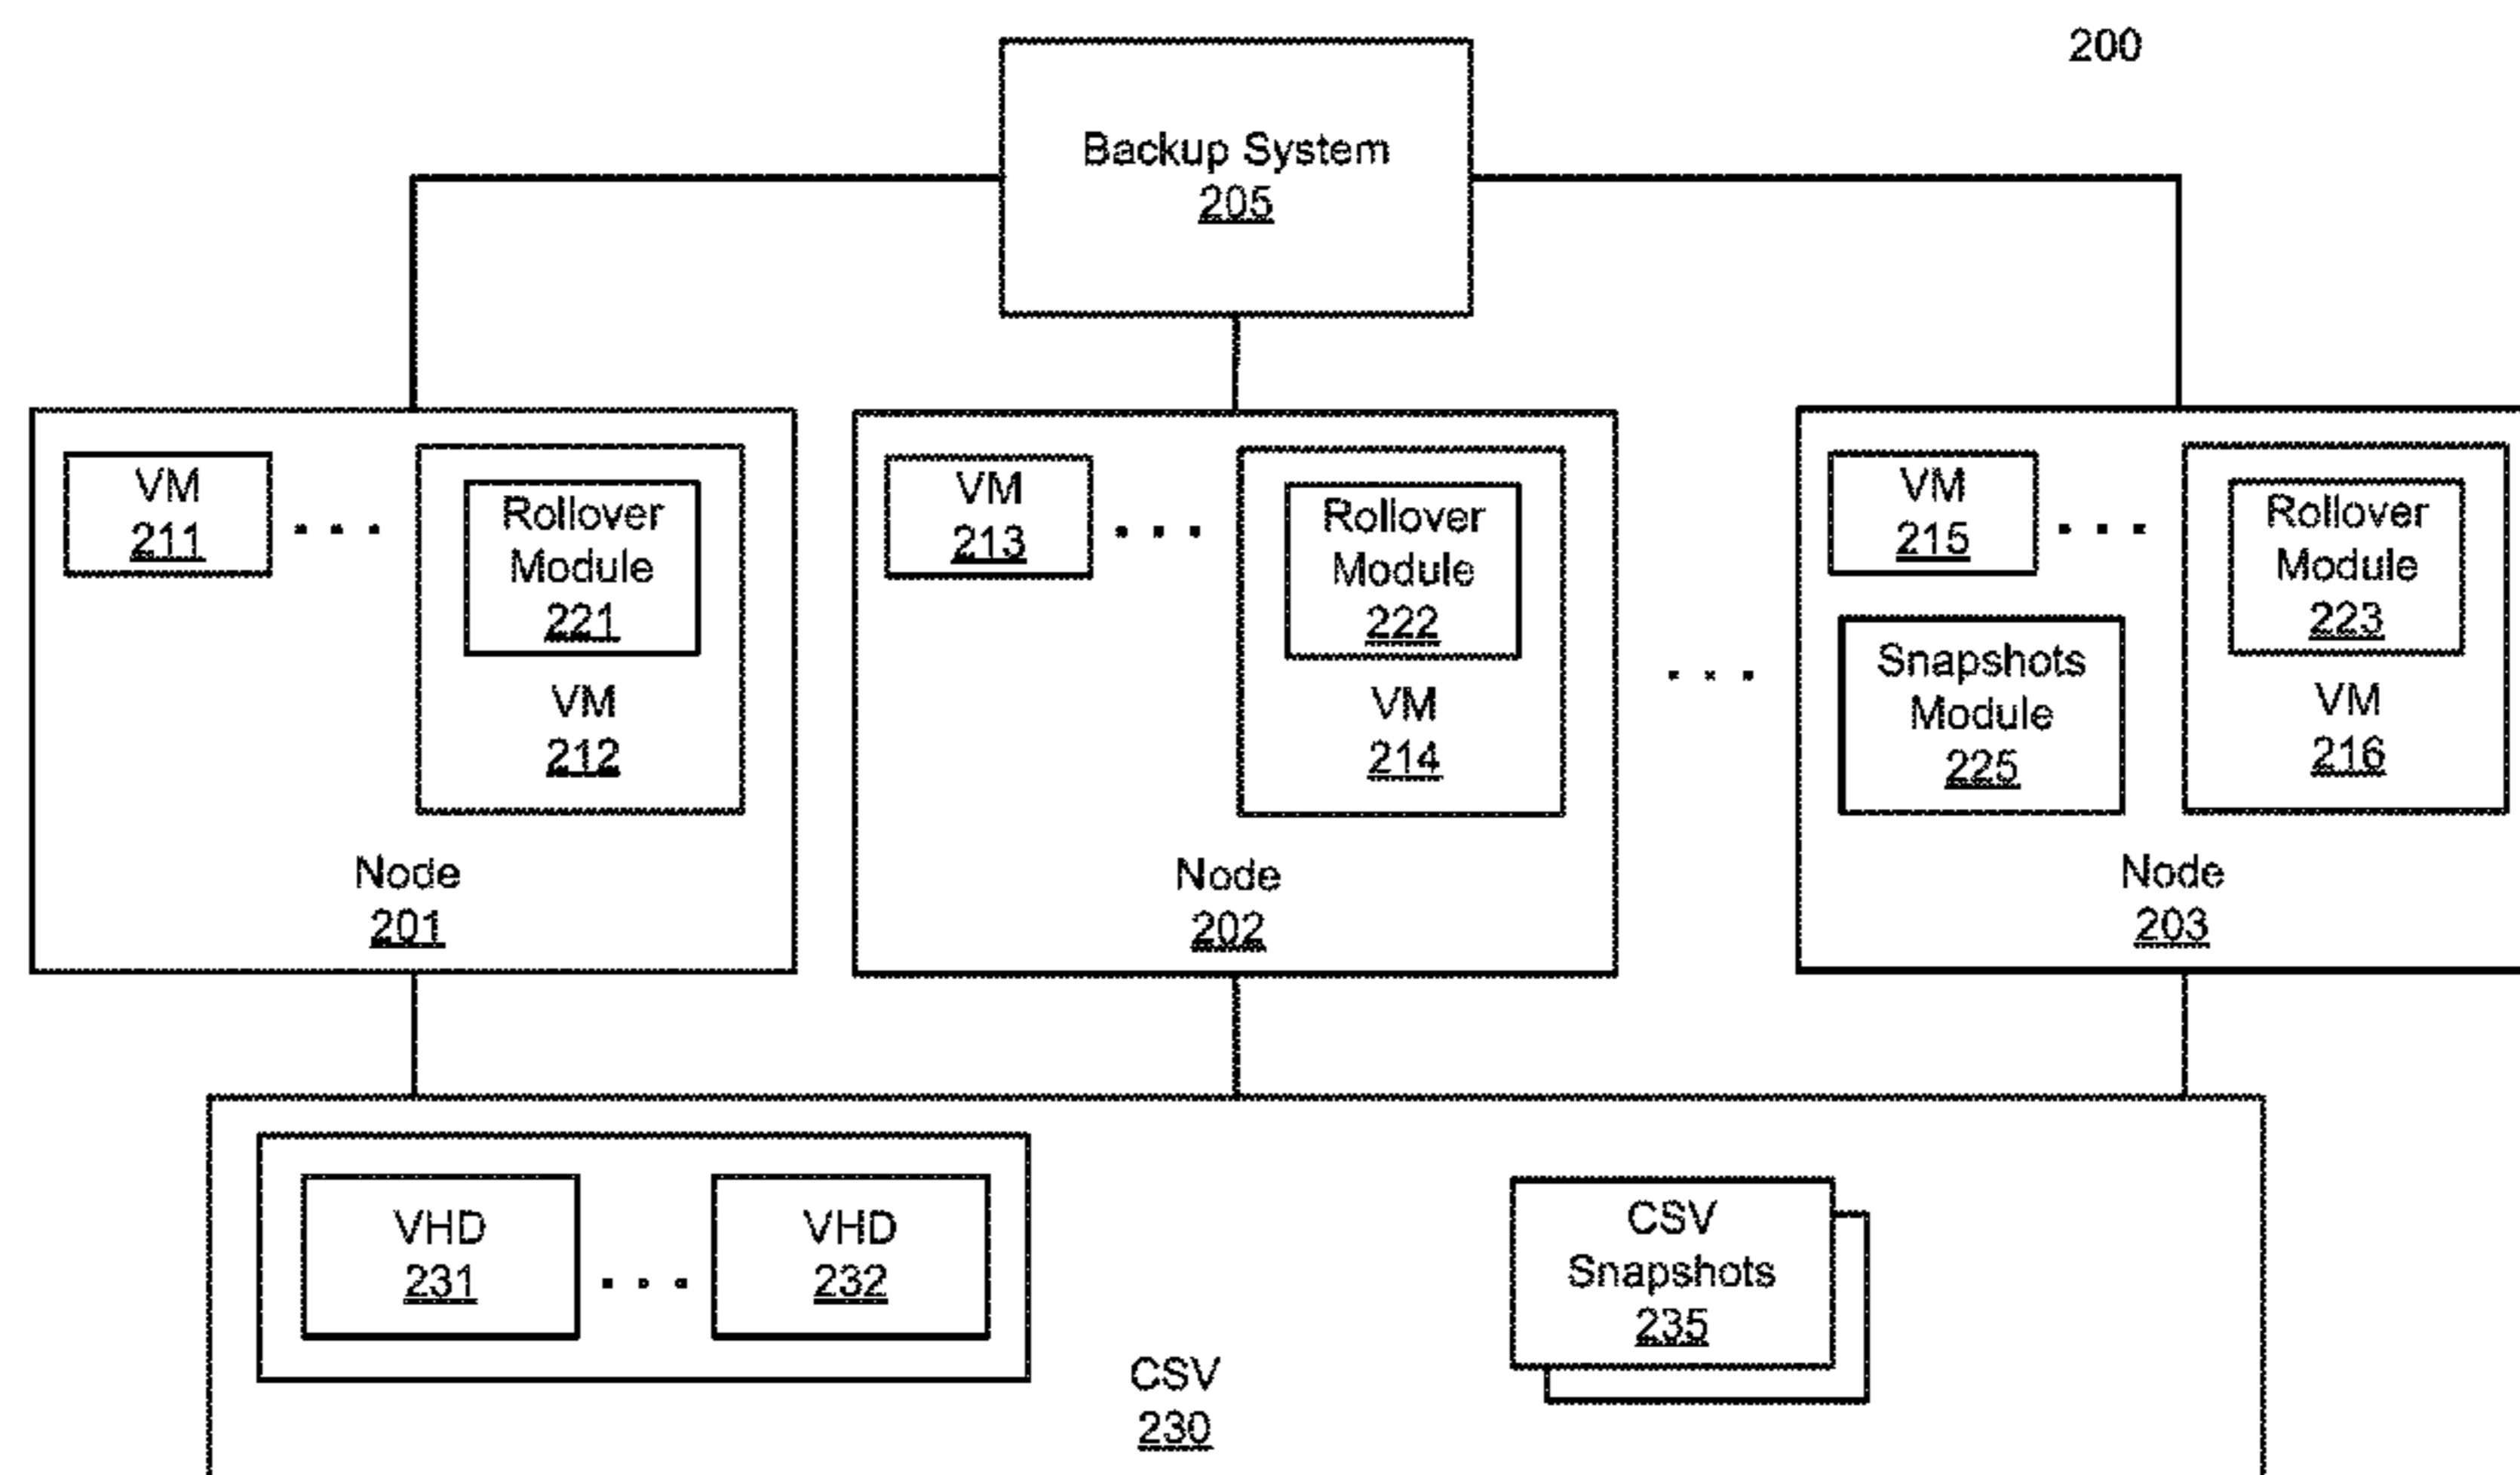 200
Backup System
205
VM
211
. . .
Rollover
Module
221
VM
212
Node
201
VM
213
. . .
Rollover
Module
222
VM
214
Node
202
. . .
VM
215
. . .
Snapshots
Module
225
Rollover
Module
223
VM
216
Node
203
VHD
231
. . .
VHD
232
CSV
Snapshots
235
CSV
230